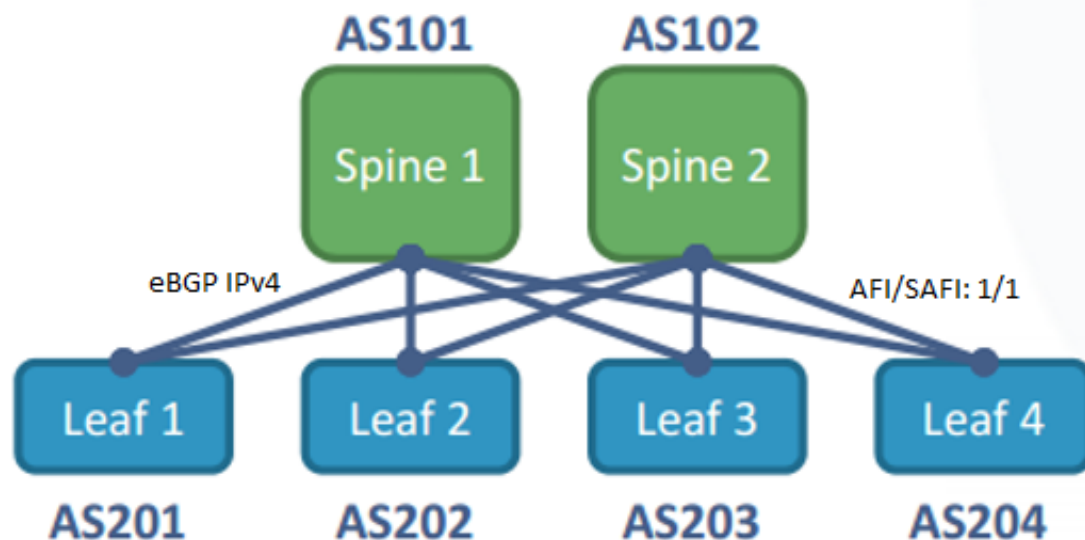 AS101
AS102
Spine 1
Spine 2
eBGP IPv4
AFI/SAFI: 1/1
Leaf 1
Leaf 2
Leaf 3
Leaf 4
AS201
AS202
AS203
AS204